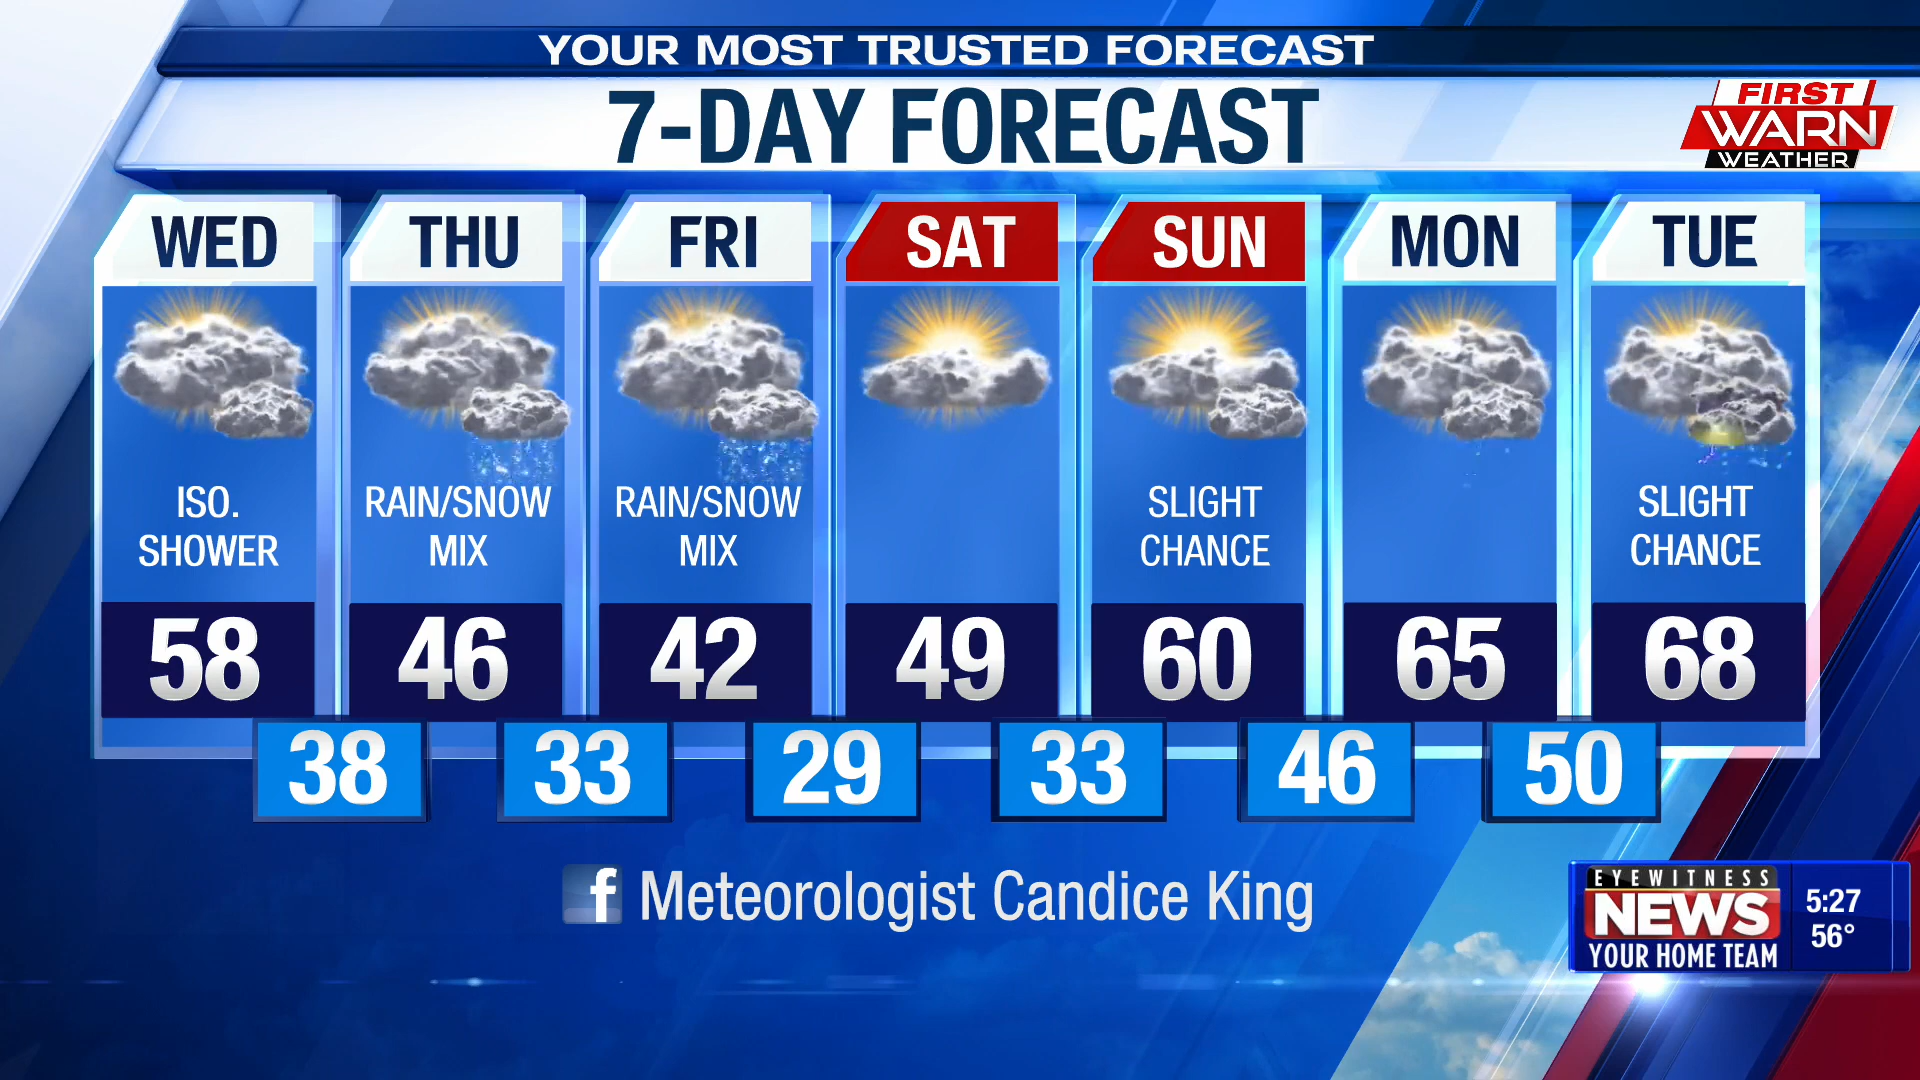 YOUR MOST TRUSTED FORECAST
7-DAY FORECAST
FIRST
WARN
WEATHER
WED THU FRI SAT SUN MON TUE
ISO. RAIN/SNOW RAIN/SNOW SLIGHT SLIGHT
SHOWER MIX MIX CHANCE CHANCE
58 46 42 49 60 65 68
38 33 29 33 46 50
f Meteorologist Candice King
EYEWITNESS
NEWS
YOUR HOME TEAM
5:27
56°